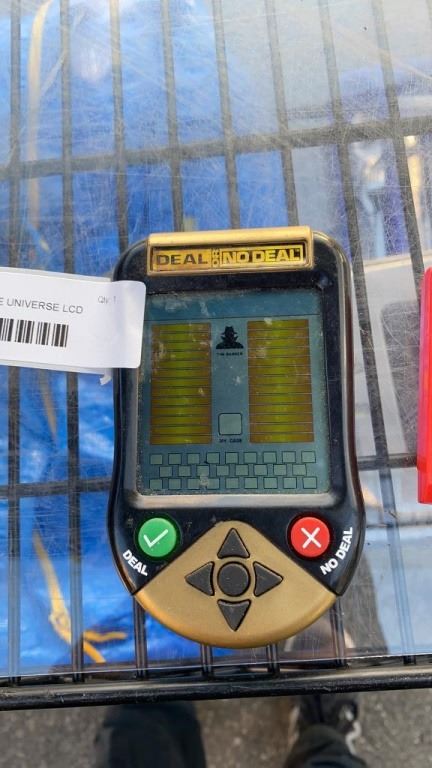 DEAL OR NO DEAL
E UNIVERSE LCD
Qty 1
THE BANKER
MY CASE
DEAL
NO DEAL